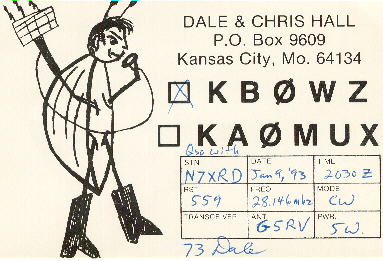 DALE & CHRIS HALL
P.O. Box 9609
Kansas City, Mo. 64134
KBØWZ
KAØMUX
Qso with
STN DATE TIME
N7XRD Jan 9, '93 2030 Z
RST FREQ MODE
559 28.146 mhz CW
TRANSCEIVER ANT. PWR.
G5RV 5W.
73 Dale